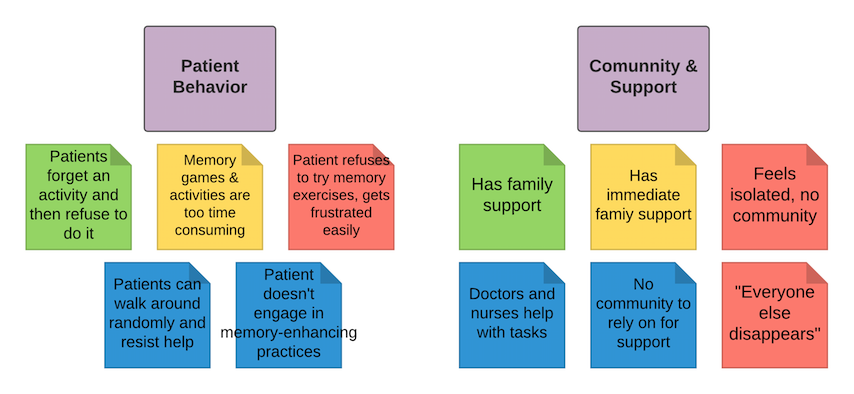 Patient
Behavior
Comunnity &
Support
Patients
forget an
activity and
then refuse to
do it
Memory
games &
activities are
too time
consuming
Patient refuses
to try memory
exercises, gets
frustrated
easily
Has family
support
Has
immediate
famiy support
Feels
isolated, no
community
Patients can
walk around
randomly and
resist help
Patient
doesn't
engage in
memory-enhancing
practices
Doctors and
nurses help
with tasks
No
community to
rely on for
support
"Everyone
else
disappears"